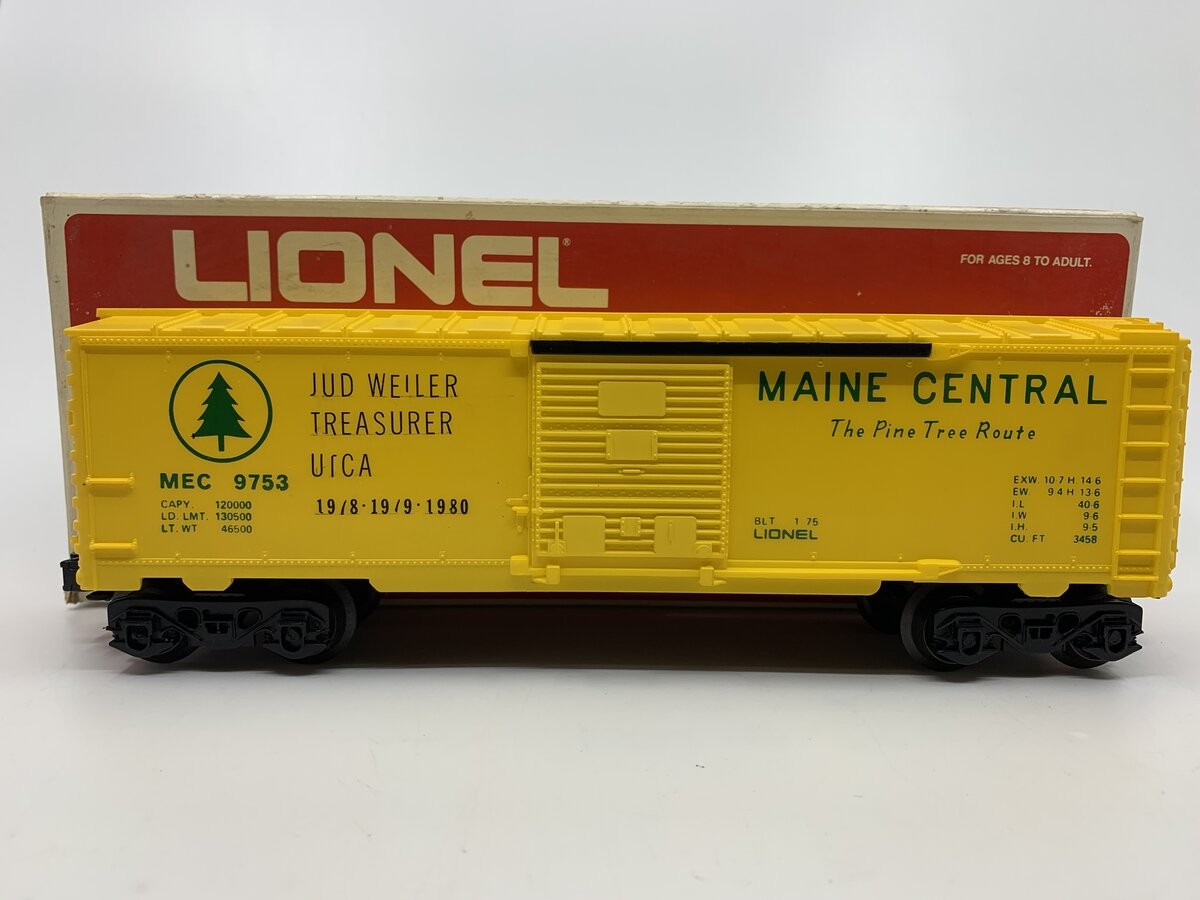 LIONEL®
FOR AGES 8 TO ADULT.
JUD WEILER
TREASURER
MEC 9753
CAPY. 120000
LD. LMT. 130500
LT. WT 46500
1978·1979·1980
MAINE CENTRAL
The Pine Tree Route
BLT 1 75
LIONEL
EXW. 10 7 H 14 6
EW 9 4 H 13 6
I.L 40 6
I.W 9 6
I.H. 9 5
CU. FT 3458